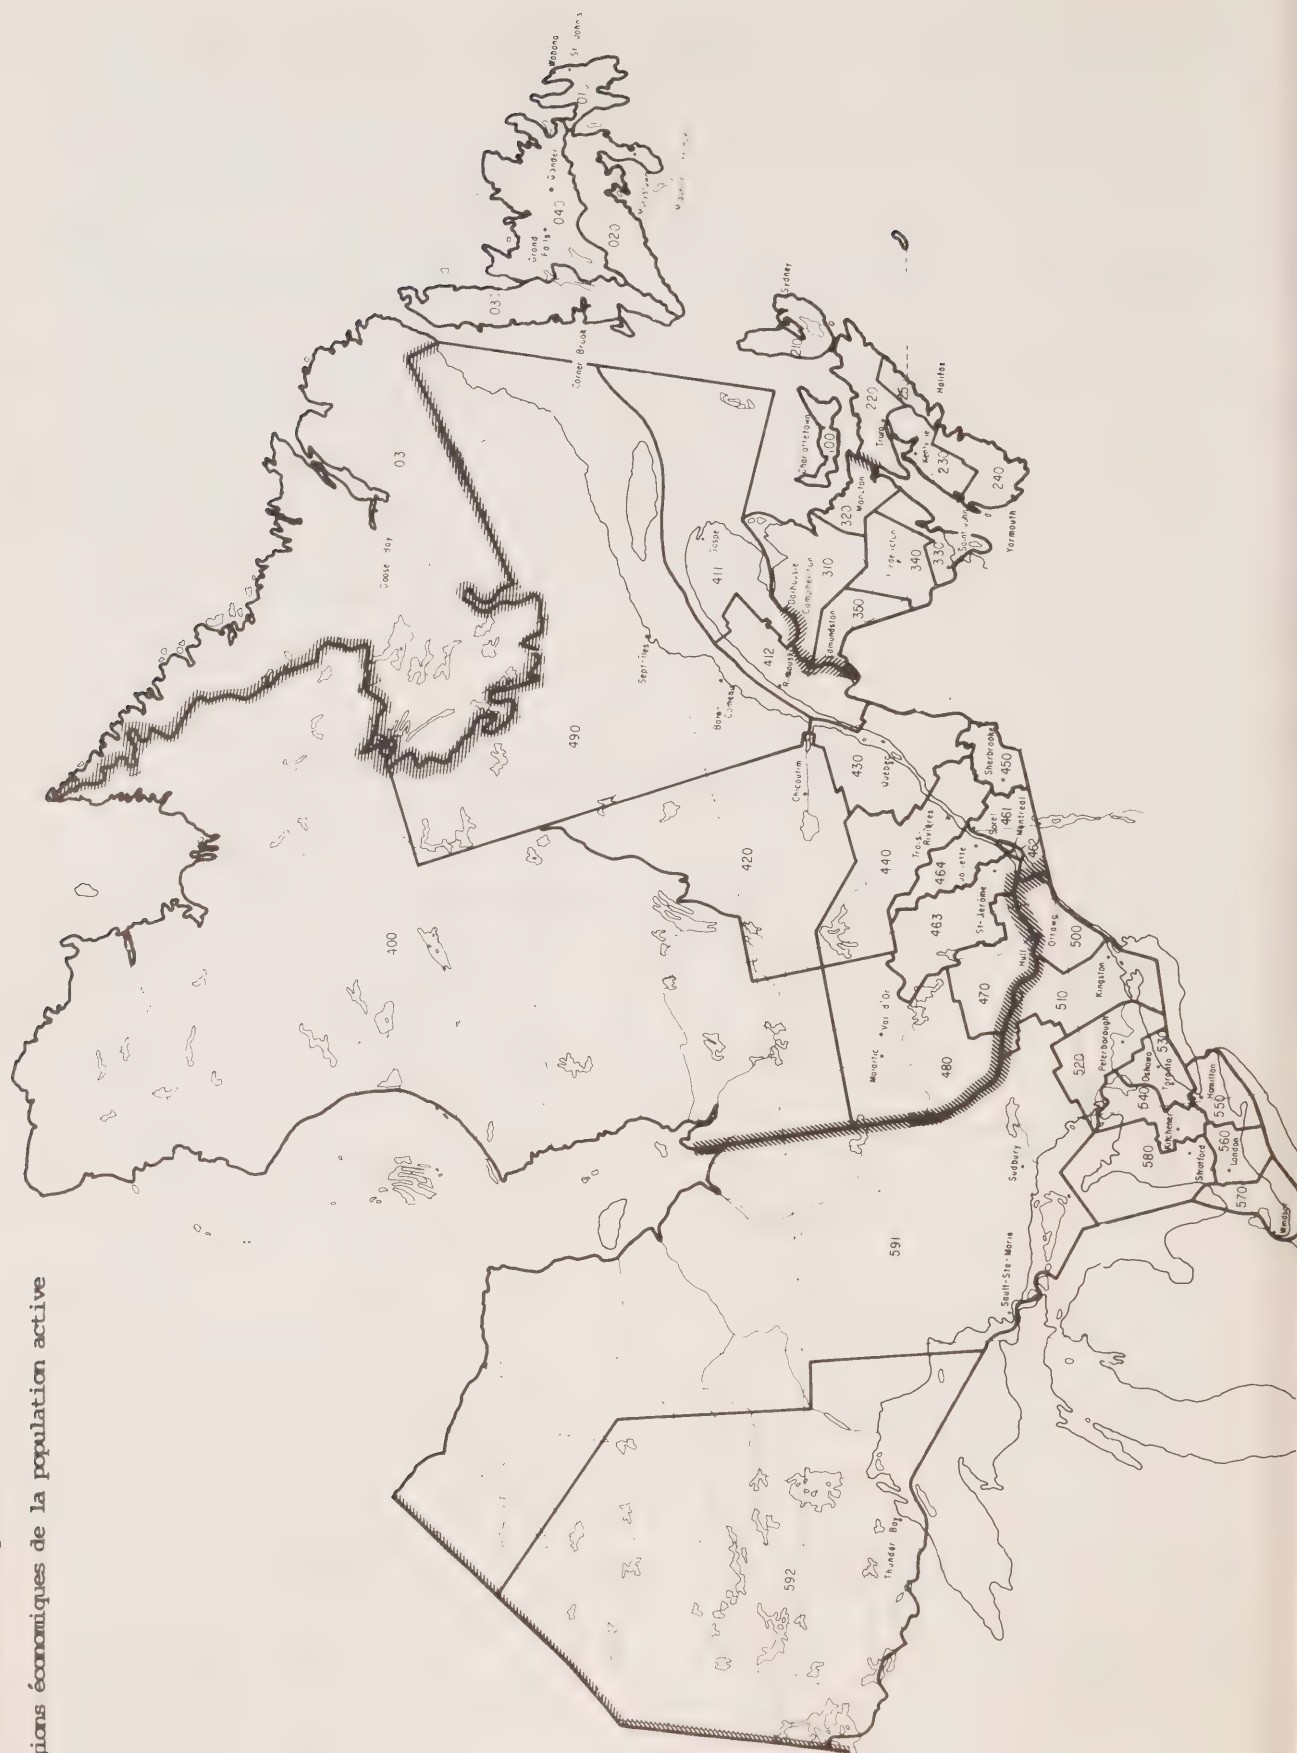 gions économiques de la population active
Wabana
St John's
Gander
040
Grand
Falls
020
Corner Brook
03
Goose Bay
Sydney
210
220
Halifax
Charlottetown
100
Truro
230
240
Yarmouth
Moncton
320
310
Dalhousie
Campbellton
340
330
Saint John
350
Edmundston
Gaspé
411
412
Rimouski
Sept-Iles
Baie-
Comeau
490
400
Chicoutimi
420
430
Québec
440
Trois
Rivières
Sherbrooke
450
Sorel
461
Montreal
462
464
Joliette
St-Jerome
463
Hull
470
Ottawa
500
Val d'Or
Malartic
480
510
Kingston
520
Peterborough
Oshawa
530
Toronto
540
Kitchener
Hamilton
550
560
London
Stratford
580
570
Windsor
Sudbury
591
Sault-Ste-Marie
592
Thunder Bay